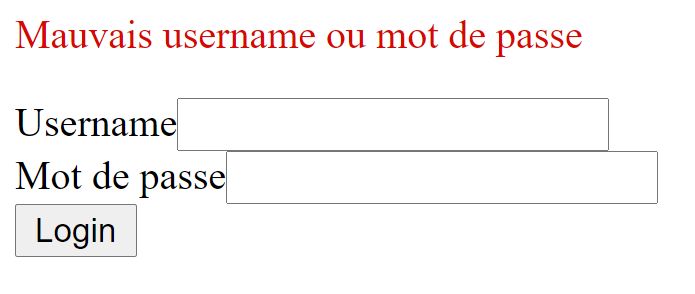 Mauvais username ou mot de passe
Username
Mot de passe
Login